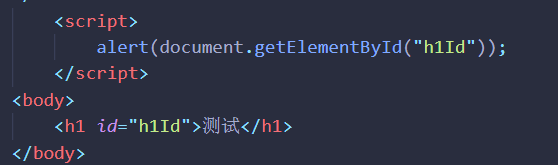 <script>
alert(document.getElementById("h1Id"));
</script>
<body>
<h1 id="h1Id">测试</h1>
</body>